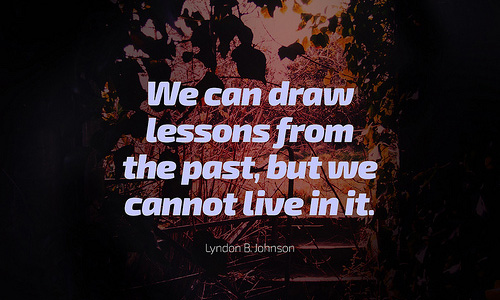 We can draw
lessons from
the past, but we
cannot live in it.
Lyndon B. Johnson